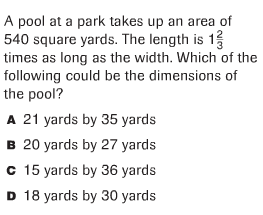 A pool at a park takes up an area of
540 square yards. The length is 1 2/3
times as long as the width. Which of the
following could be the dimensions of
the pool?
A 21 yards by 35 yards
B 20 yards by 27 yards
C 15 yards by 36 yards
D 18 yards by 30 yards